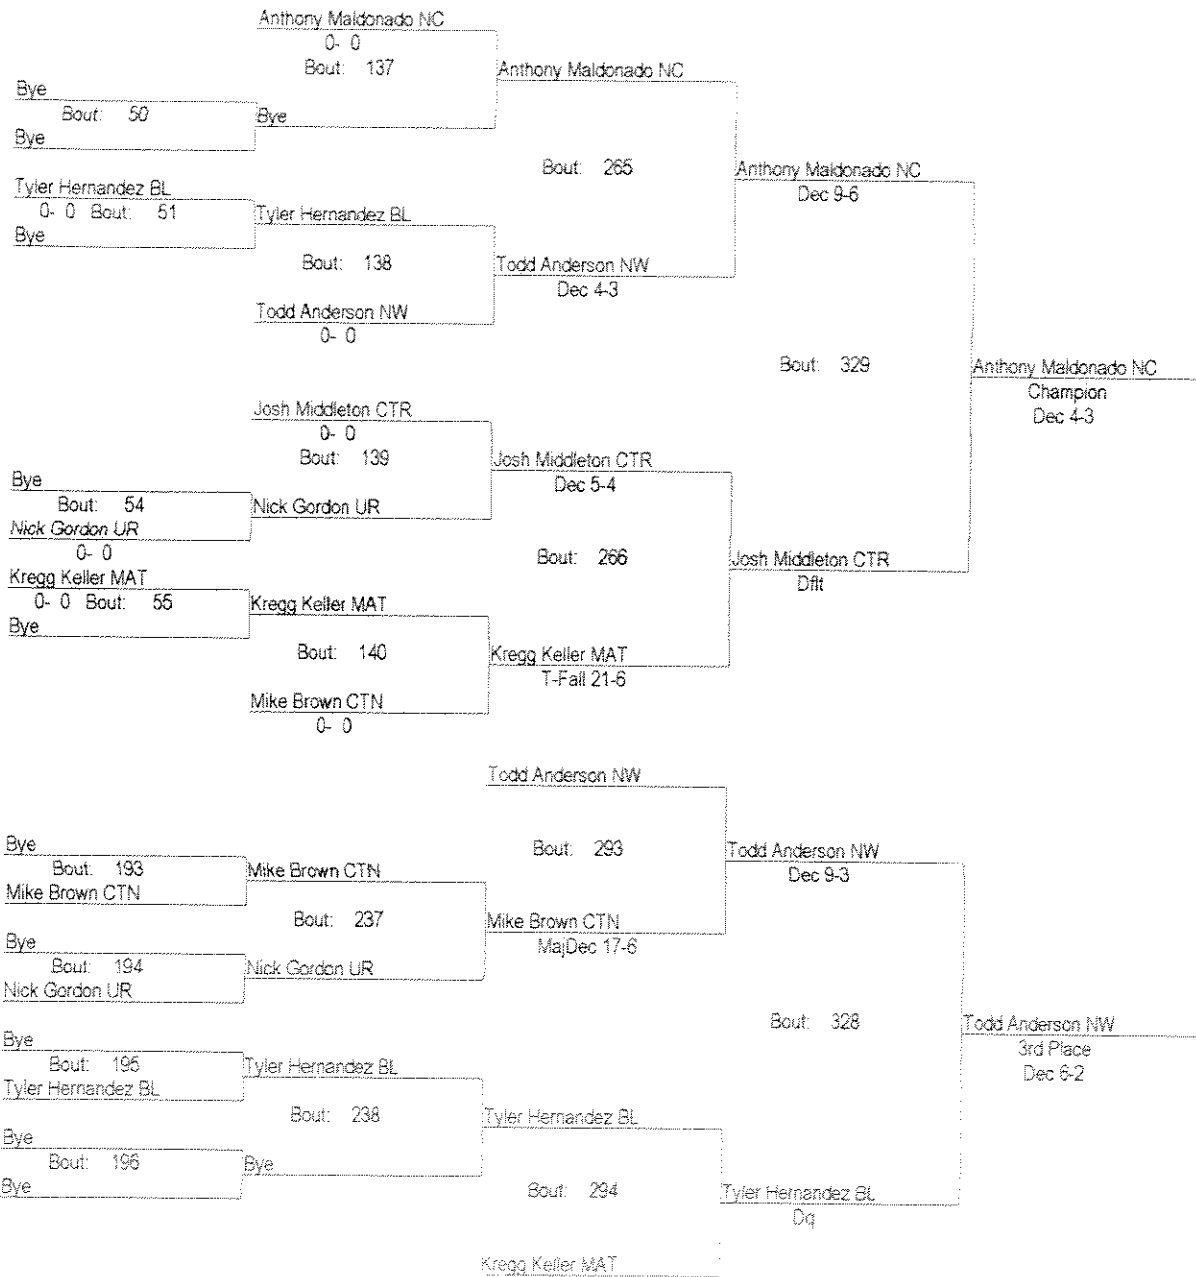 Anthony Maldonado NC
0- 0
Bout: 137
Anthony Maldonado NC
Bye
Bout: 50
Bye
Bye
Bout: 265
Anthony Maldonado NC
Dec 9-6
Tyler Hernandez BL
0- 0 Bout: 51
Tyler Hernandez BL
Bye
Bout: 138
Todd Anderson NW
Dec 4-3
Todd Anderson NW
0- 0
Bout: 329
Anthony Maldonado NC
Champion
Dec 4-3
Josh Middleton CTR
0- 0
Bout: 139
Josh Middleton CTR
Dec 5-4
Bye
Bout: 54
Nick Gordon UR
Nick Gordon UR
0- 0
Bout: 266
Josh Middleton CTR
Dflt
Kregg Keller MAT
0- 0 Bout: 55
Kregg Keller MAT
Bye
Bout: 140
Kregg Keller MAT
T-Fall 21-6
Mike Brown CTN
0- 0
Todd Anderson NW
Bye
Bout: 193
Mike Brown CTN
Mike Brown CTN
Bout: 293
Todd Anderson NW
Dec 9-3
Bout: 237
Mike Brown CTN
MajDec 17-6
Bye
Bout: 194
Nick Gordon UR
Nick Gordon UR
Bout: 328
Todd Anderson NW
3rd Place
Dec 6-2
Bye
Bout: 195
Tyler Hernandez BL
Tyler Hernandez BL
Bout: 238
Tyler Hernandez BL
Bye
Bout: 196
Bye
Bye
Bout: 294
Tyler Hernandez BL
Dq
Kregg Keller MAT